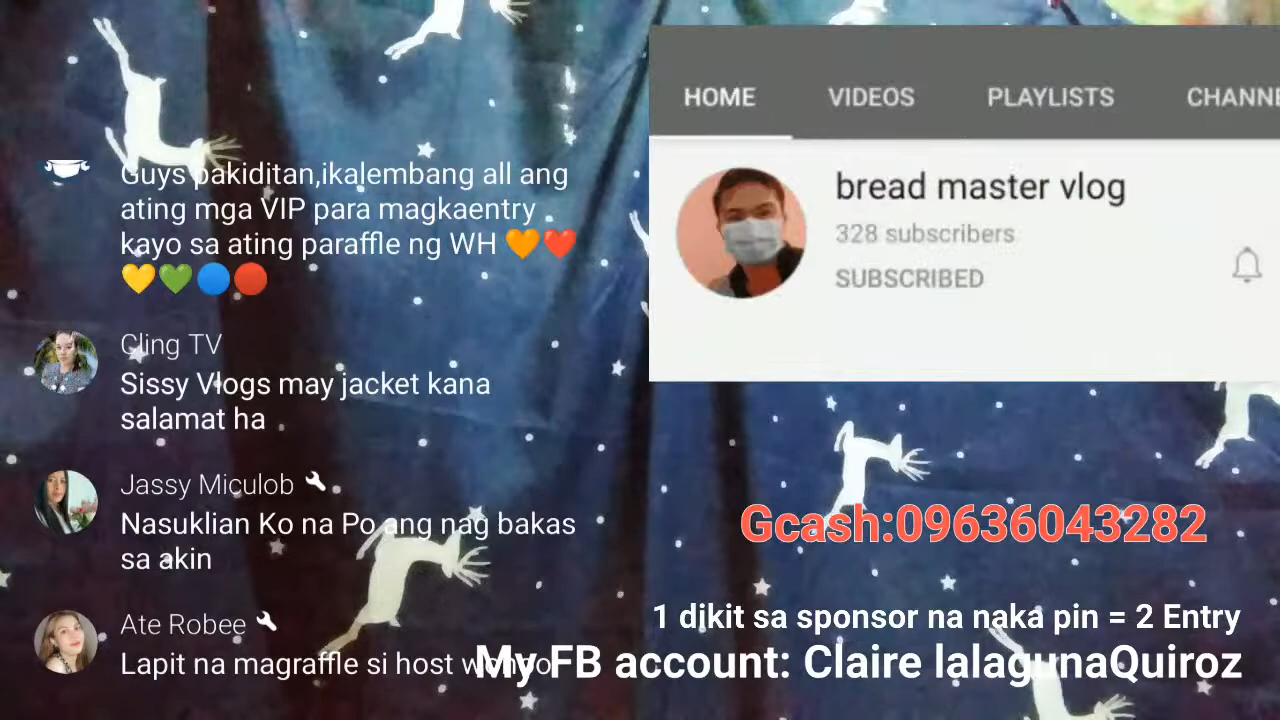 Guys pakiditan,ikalembang all ang
ating mga VIP para magkaentry
kayo sa ating paraffle ng WH 🧡❤️
💛💚🔵🔴
Cling TV
Sissy Vlogs may jacket kana
salamat ha
Jassy Miculob
Nasuklian Ko na Po ang nag bakas
sa akin
Ate Robee
Lapit na magraffle si host
HOME VIDEOS PLAYLISTS CHANNE
bread master vlog
328 subscribers
SUBSCRIBED
Gcash:09636043282
1 dikit sa sponsor na naka pin = 2 Entry
My FB account: Claire lalagunaQuiroz